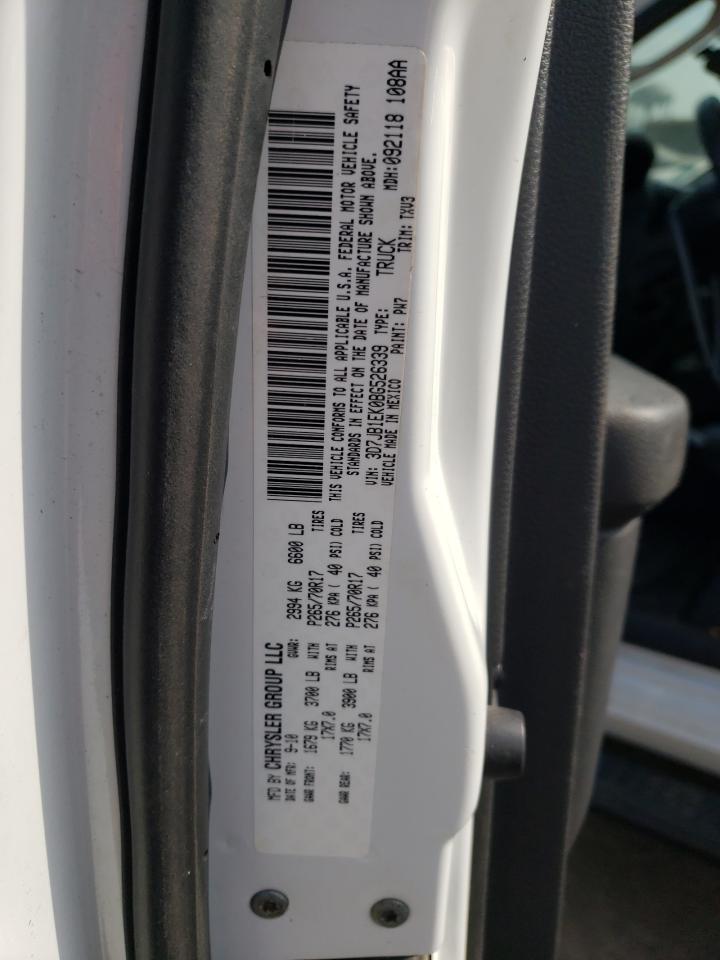 MFD BY CHRYSLER GROUP LLC
DATE OF MFR: 9-10 GVWR: 2994 KG 6600 LB
GAWR FRONT: 1679 KG 3700 LB WITH P265/70R17 TIRES
17X7.0 RIMS AT 276 KPA ( 40 PSI) COLD
GAWR REAR: 1770 KG 3900 LB WITH P265/70R17 TIRES
17X7.0 RIMS AT 276 KPA ( 40 PSI) COLD
THIS VEHICLE CONFORMS TO ALL APPLICABLE U.S.A. FEDERAL MOTOR VEHICLE SAFETY
STANDARDS IN EFFECT ON THE DATE OF MANUFACTURE SHOWN ABOVE.
VIN: 3D7JB1EK0BG526339 TYPE: TRUCK MDH:092118 108AA
VEHICLE MADE IN MEXICO PAINT: PW7 TRIM: TXV3